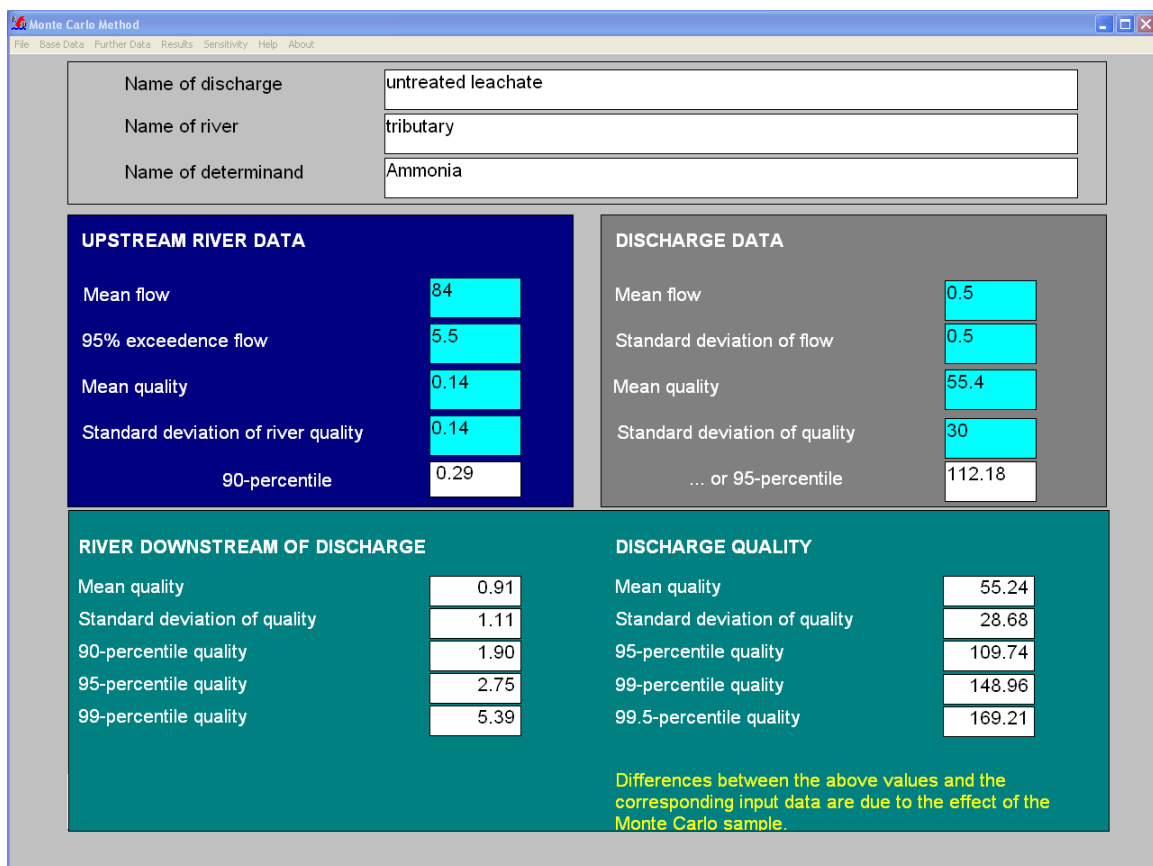 Monte Carlo Method
File Base Data Further Data Results Sensitivity Help About
Name of discharge untreated leachate
Name of river tributary
Name of determinand Ammonia
UPSTREAM RIVER DATA
Mean flow 84
95% exceedence flow 5.5
Mean quality 0.14
Standard deviation of river quality 0.14
90-percentile 0.29
DISCHARGE DATA
Mean flow 0.5
Standard deviation of flow 0.5
Mean quality 55.4
Standard deviation of quality 30
... or 95-percentile 112.18
RIVER DOWNSTREAM OF DISCHARGE
Mean quality 0.91
Standard deviation of quality 1.11
90-percentile quality 1.90
95-percentile quality 2.75
99-percentile quality 5.39
DISCHARGE QUALITY
Mean quality 55.24
Standard deviation of quality 28.68
95-percentile quality 109.74
99-percentile quality 148.96
99.5-percentile quality 169.21
Differences between the above values and the
corresponding input data are due to the effect of the
Monte Carlo sample.